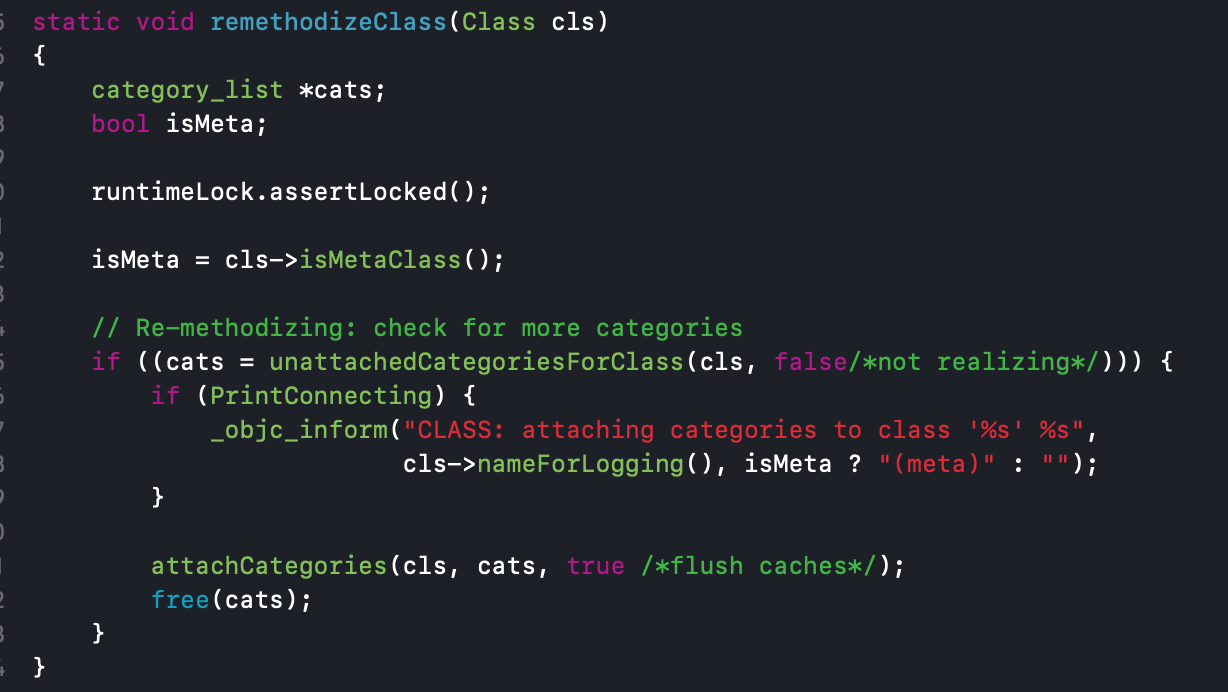 static void remethodizeClass(Class cls)
{
    category_list *cats;
    bool isMeta;

    runtimeLock.assertLocked();

    isMeta = cls->isMetaClass();

    // Re-methodizing: check for more categories
    if ((cats = unattachedCategoriesForClass(cls, false/*not realizing*/))) {
        if (PrintConnecting) {
            _objc_inform("CLASS: attaching categories to class '%s' %s",
                         cls->nameForLogging(), isMeta ? "(meta)" : "");
        }

        attachCategories(cls, cats, true /*flush caches*/);
        free(cats);
    }
}